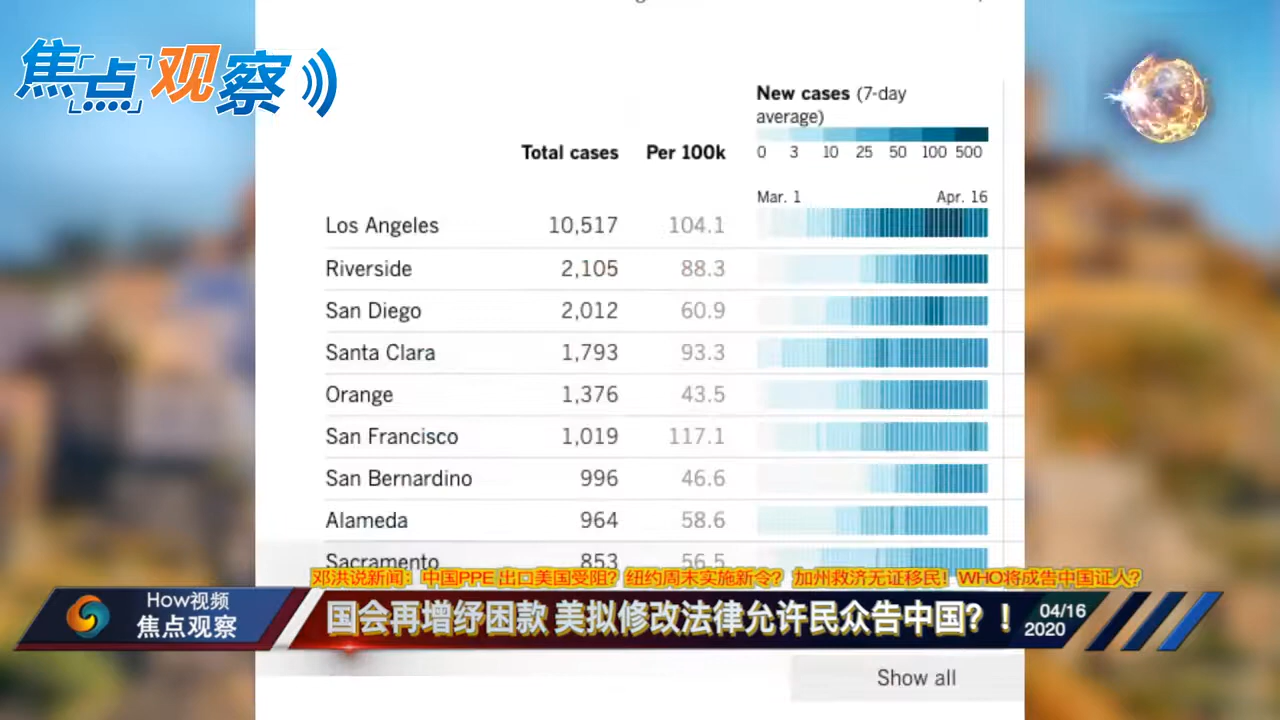 焦点观察
New cases (7-day
average)
Total cases Per 100k 0 3 10 25 50 100 500
Mar. 1 Apr. 16
Los Angeles 10,517 104.1
Riverside 2,105 88.3
San Diego 2,012 60.9
Santa Clara 1,793 93.3
Orange 1,376 43.5
San Francisco 1,019 117.1
San Bernardino 996 46.6
Alameda 964 58.6
Sacramento 853 56.5
邓洪说新闻：中国PPE 出口美国受阻？纽约周末实施新令？加州救济无证移民！WHO将成告中国证人？
How视频
焦点观察
国会再增纾困款 美拟修改法律允许民众告中国？！
04/16
2020
Show all